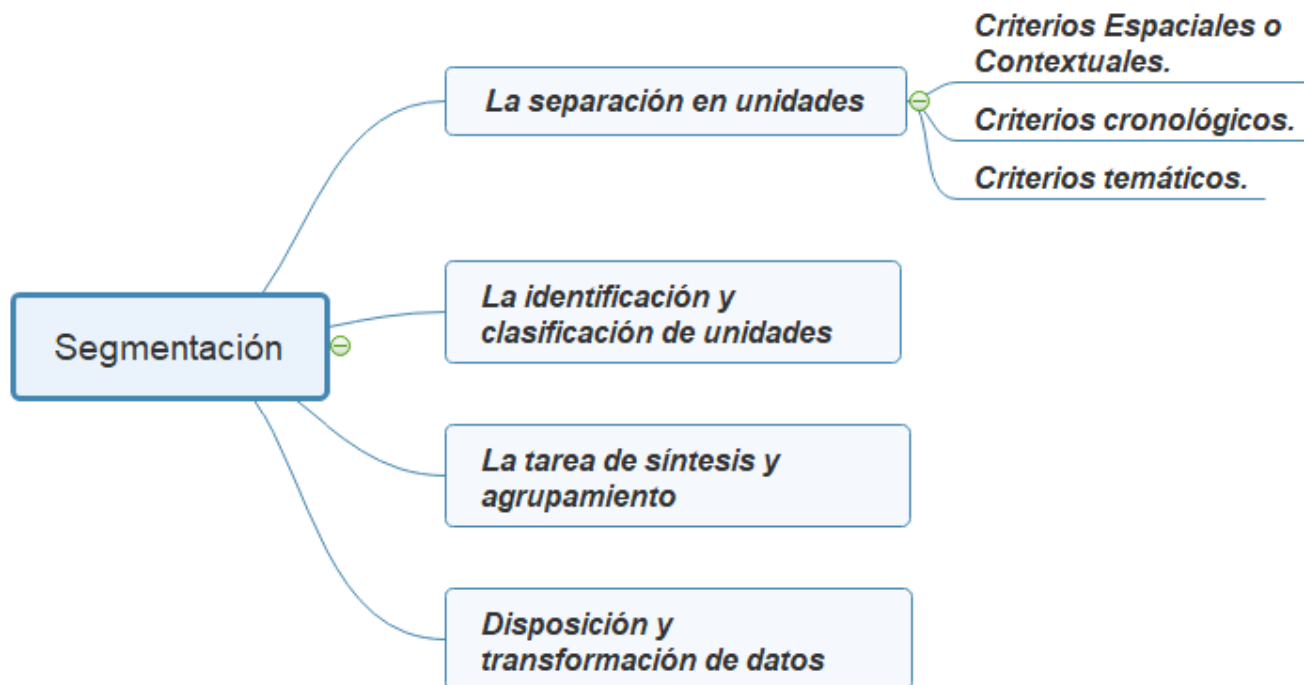 Segmentación
La separación en unidades
Criterios Espaciales o
Contextuales.
Criterios cronológicos.
Criterios temáticos.
La identificación y
clasificación de unidades
La tarea de síntesis y
agrupamiento
Disposición y
transformación de datos